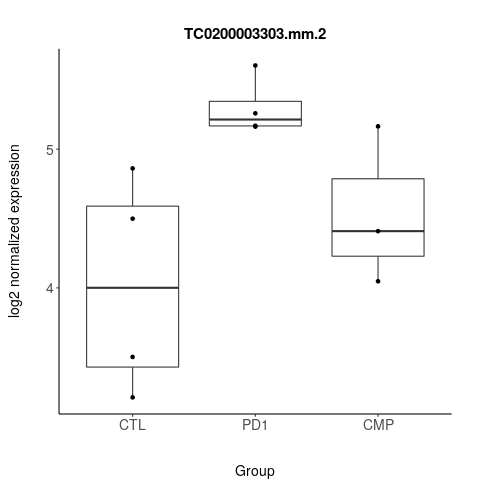 TC0200003303.mm.2
log2 normalized expression
5
4
CTL
PD1
CMP
Group